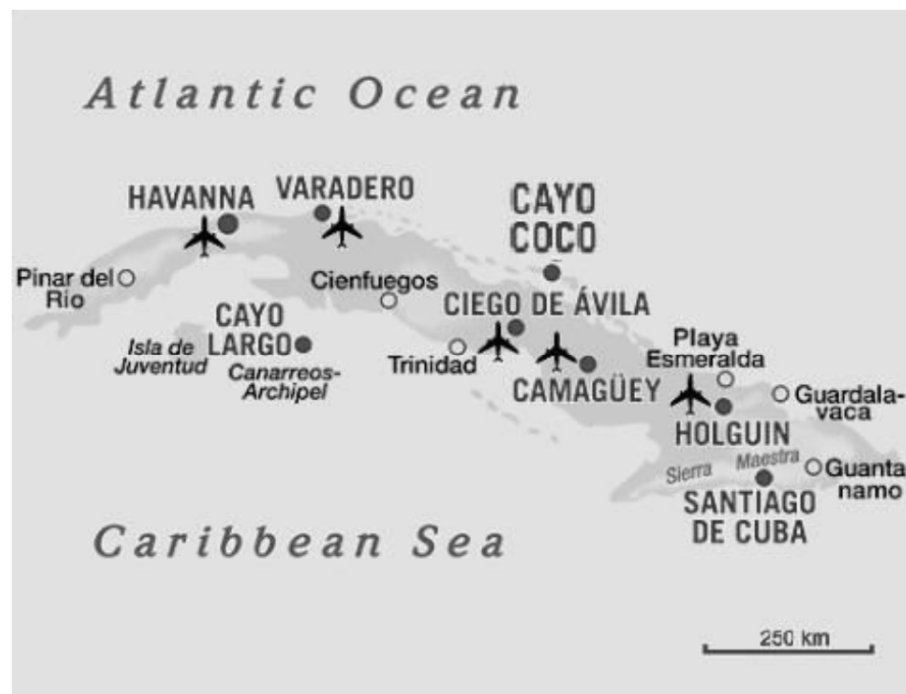 Atlantic Ocean
HAVANNA
VARADERO
CAYO
COCO
Pinar del
Rio
Cienfuegos
CIEGO DE ÁVILA
CAYO
LARGO
Isla de
Juventud
Canarreos-
Archipel
Trinidad
CAMAGÜEY
Playa
Esmeralda
Guardala-
vaca
HOLGUIN
Sierra Maestra
Guanta
namo
SANTIAGO
DE CUBA
Caribbean Sea
250 km